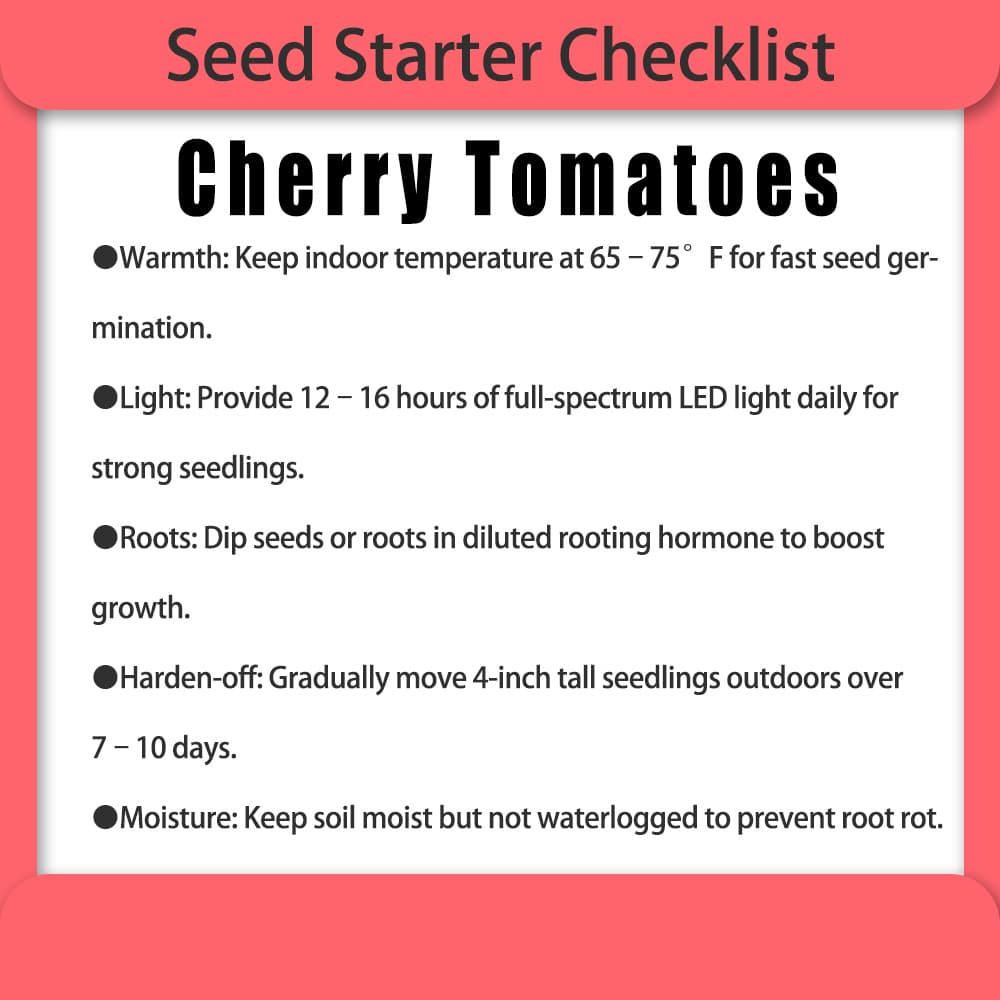 Seed Starter Checklist
Cherry Tomatoes
●Warmth: Keep indoor temperature at 65 – 75° F for fast seed ger-
mination.
●Light: Provide 12 – 16 hours of full-spectrum LED light daily for
strong seedlings.
●Roots: Dip seeds or roots in diluted rooting hormone to boost
growth.
●Harden-off: Gradually move 4-inch tall seedlings outdoors over
7 – 10 days.
●Moisture: Keep soil moist but not waterlogged to prevent root rot.